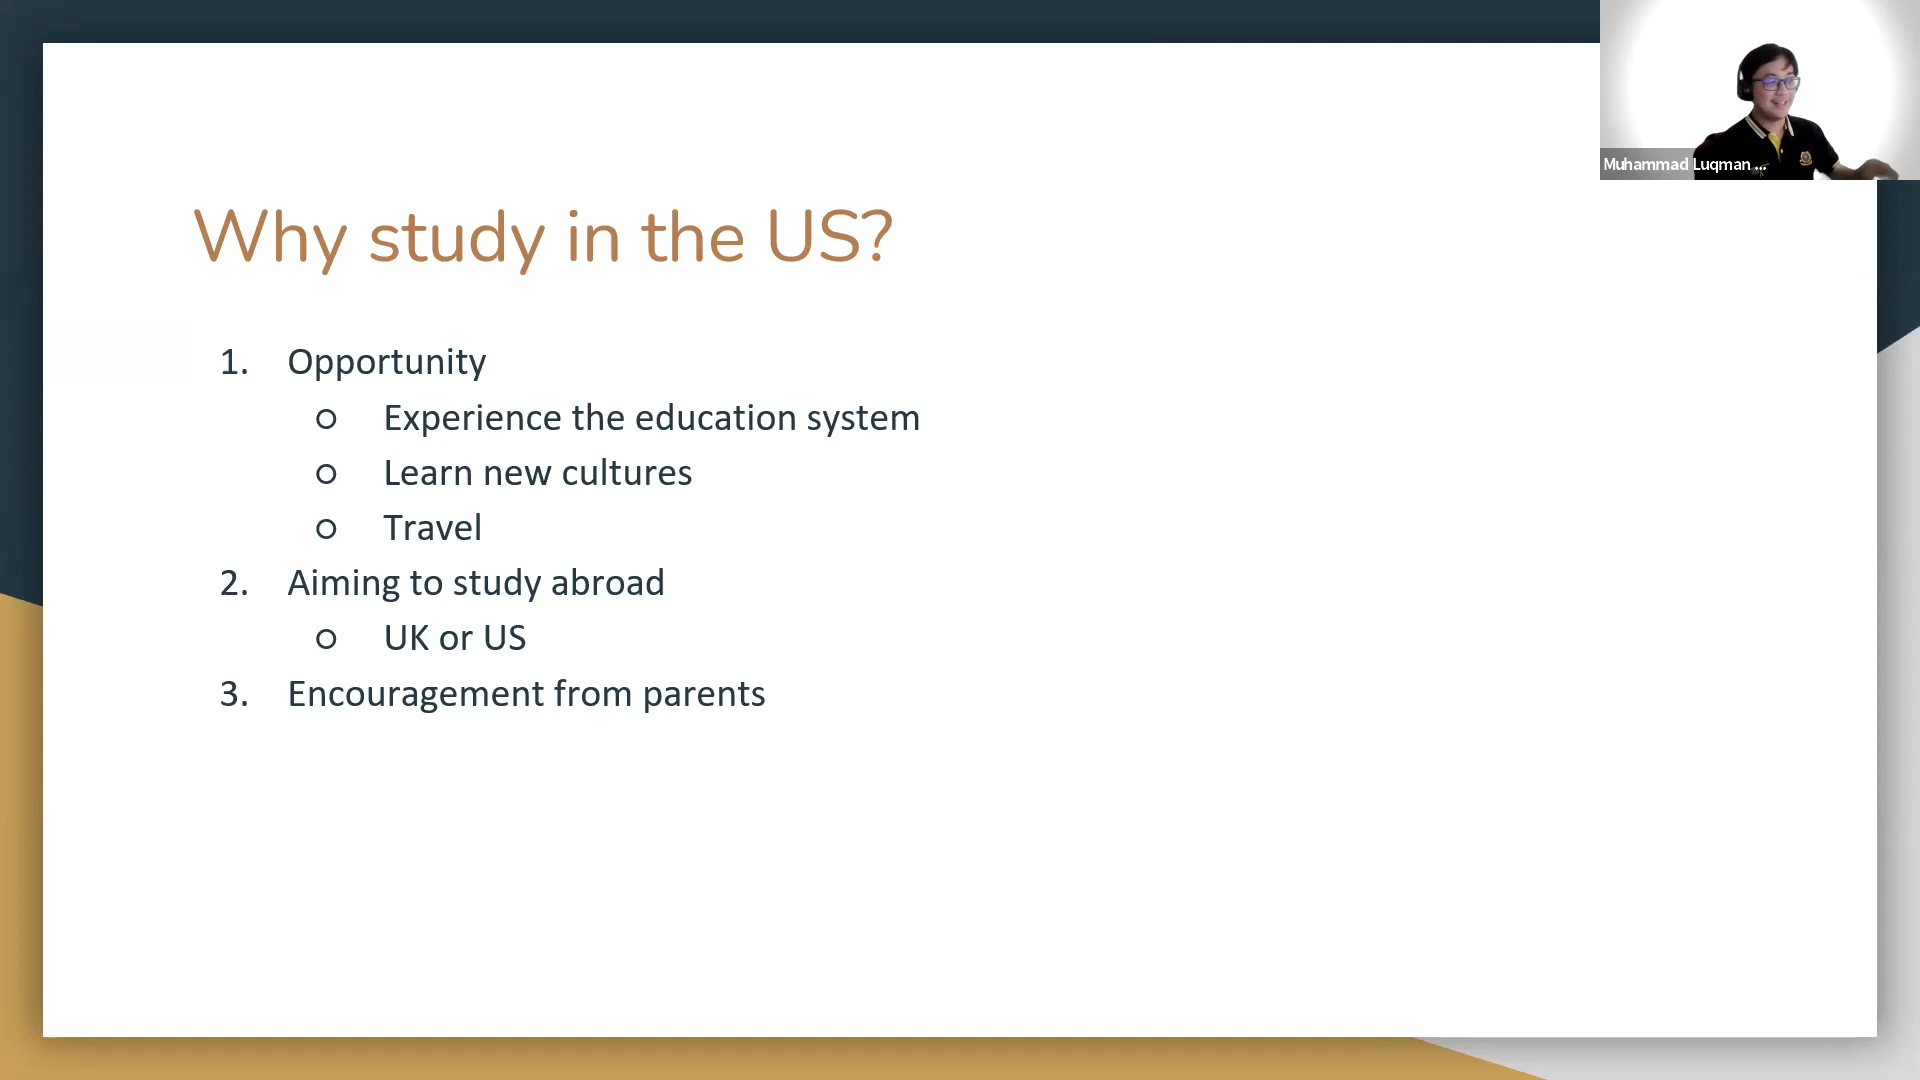 Muhammad Luqman ...
Why study in the US?
1. Opportunity
○ Experience the education system
○ Learn new cultures
○ Travel
2. Aiming to study abroad
○ UK or US
3. Encouragement from parents